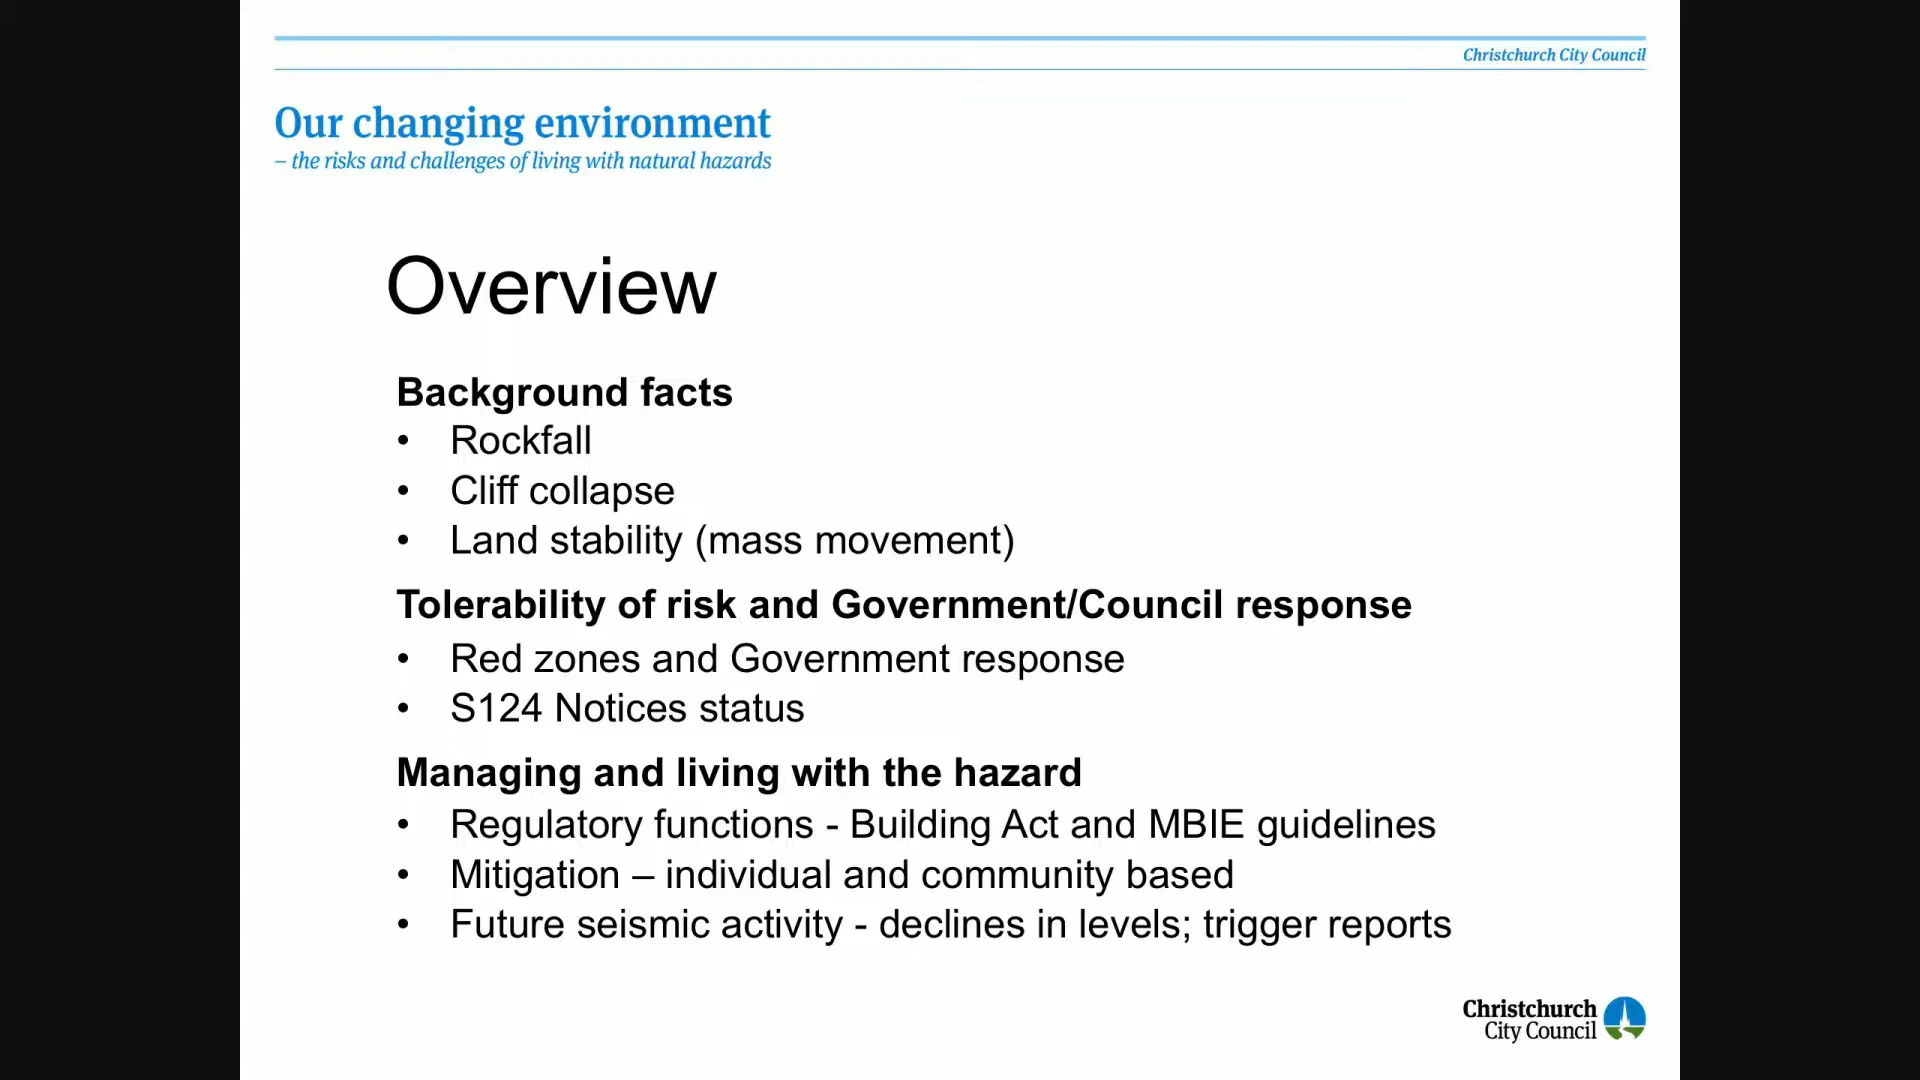 Christchurch City Council
Our changing environment
– the risks and challenges of living with natural hazards
Overview
Background facts
• Rockfall
• Cliff collapse
• Land stability (mass movement)
Tolerability of risk and Government/Council response
• Red zones and Government response
• S124 Notices status
Managing and living with the hazard
• Regulatory functions - Building Act and MBIE guidelines
• Mitigation – individual and community based
• Future seismic activity - declines in levels; trigger reports
Christchurch
City Council